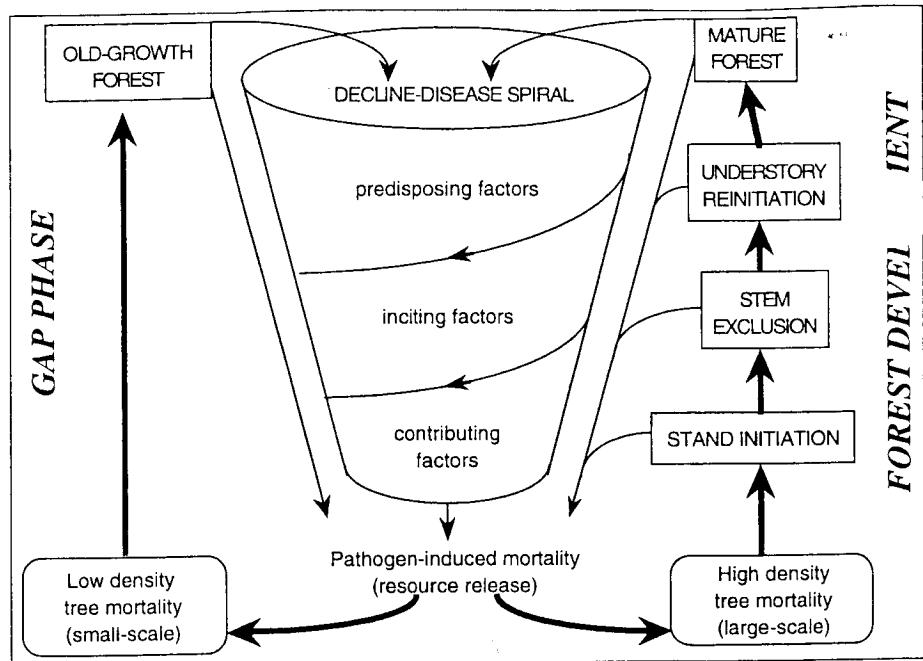 OLD-GROWTH
FOREST
MATURE
FOREST
DECLINE-DISEASE SPIRAL
predisposing factors
UNDERSTORY
REINITIATION
inciting factors
STEM
EXCLUSION
contributing
factors
STAND INITIATION
Pathogen-induced mortality
(resource release)
Low density
tree mortality
(small-scale)
High density
tree mortality
(large-scale)
GAP PHASE
FOREST DEVEL IENT